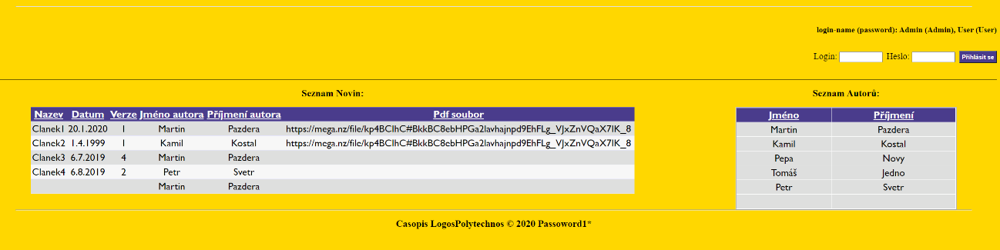 login-name (password): Admin (Admin), User (User)
Login: Heslo: Přihlásit se
Seznam Novin:
Nazev Datum Verze Jméno autora Příjmení autora Pdf soubor
Clanek1 20.1.2020 1 Martin Pazdera https://mega.nz/file/kp4BCIhC#BkkBC8ebHPGa2lavhajnpd9EhFLg_VJxZnVQaX7IK_8
Clanek2 1.4.1999 1 Kamil Kostal https://mega.nz/file/kp4BCIhC#BkkBC8ebHPGa2lavhajnpd9EhFLg_VJxZnVQaX7IK_8
Clanek3 6.7.2019 4 Martin Pazdera
Clanek4 6.8.2019 2 Petr Svetr
Martin Pazdera
Seznam Autorů:
Jméno Příjmení
Martin Pazdera
Kamil Kostal
Pepa Novy
Tomáš Jedno
Petr Svetr
Casopis LogosPolytechnos © 2020 Passoword1*